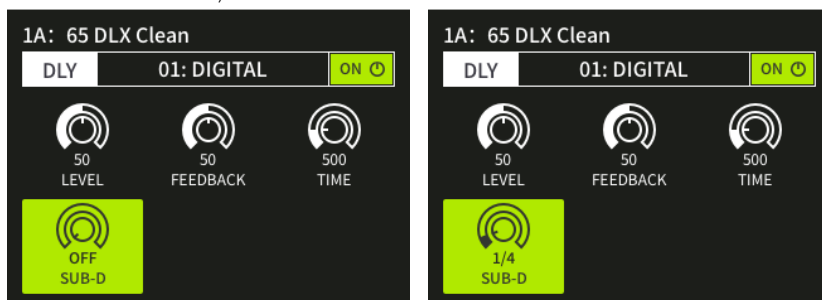 1A: 65 DLX Clean
DLY 01: DIGITAL ON
50 50 500
LEVEL FEEDBACK TIME
OFF
SUB-D
1A: 65 DLX Clean
DLY 01: DIGITAL ON
50 50 500
LEVEL FEEDBACK TIME
1/4
SUB-D